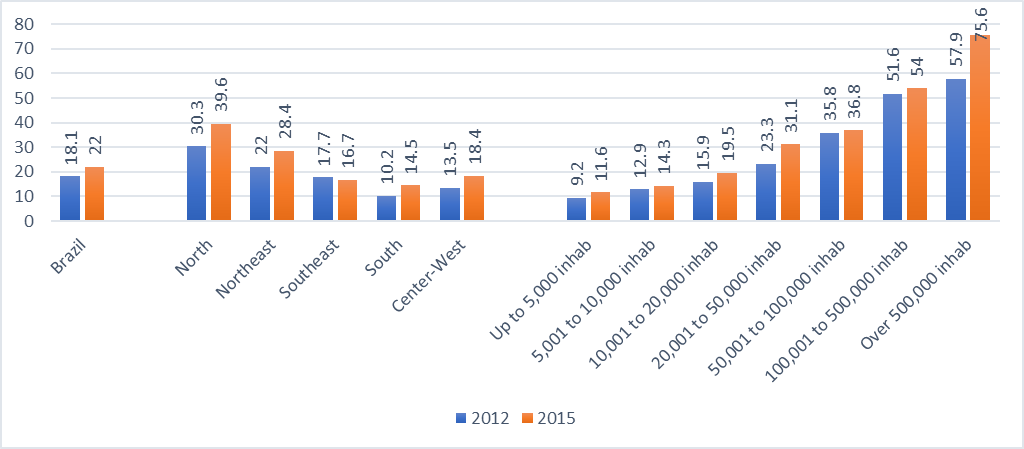 80
70
60
50
40
30
20
10
0
18.1 22
30.3 39.6
22 28.4
17.7 16.7
10.2 14.5
13.5 18.4
9.2 11.6
12.9 14.3
15.9 19.5
23.3 31.1
35.8 36.8
51.6 54
57.9 75.6
Brazil
North
Northeast
Southeast
South
Center-West
Up to 5,000 inhab
5,001 to 10,000 inhab
10,001 to 20,000 inhab
20,001 to 50,000 inhab
50,001 to 100,000 inhab
100,001 to 500,000 inhab
Over 500,000 inhab
2012 2015